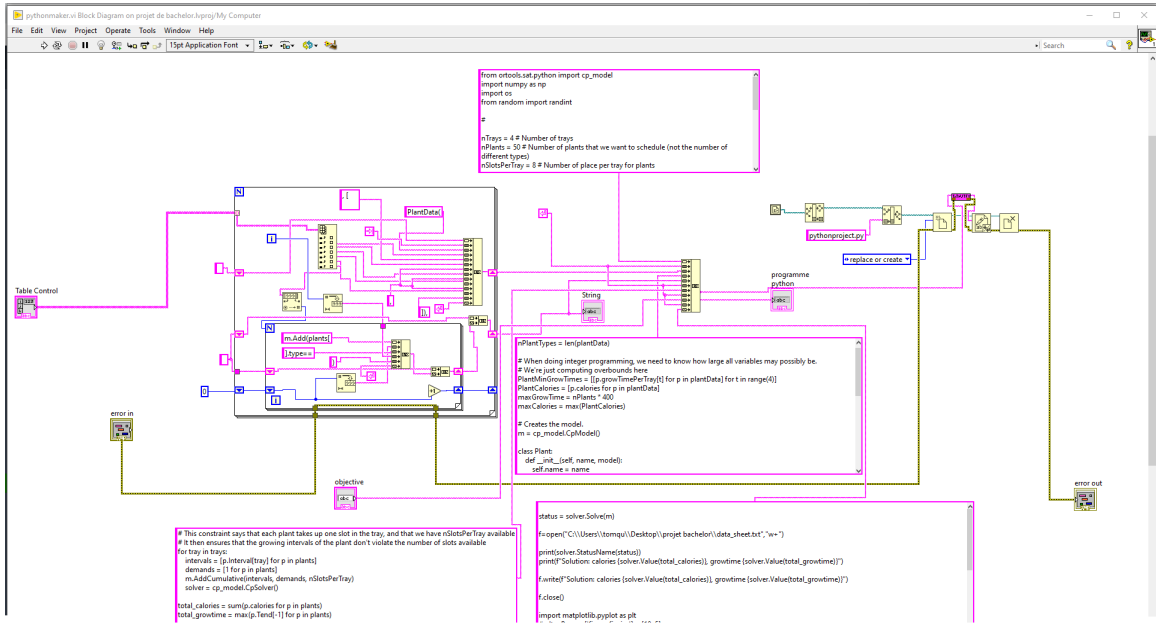 pythonmaker.vi Block Diagram on projet de bachelor.lvproj/My Computer
File Edit View Project Operate Tools Window Help
15pt Application Font
Search
from ortools.sat.python import cp_model
import numpy as np
import os
from random import randint
#
nTrays = 4 # Number of trays
nPlants = 50 # Number of plants that we want to schedule (not the number of
different types)
nSlotsPerTray = 8 # Number of place per tray for plants
N
, [
PlantData(
i
],
pythonproject.py
replace or create
Table Control
String
programme
python
N
m.Add(plants[
].type==
)
i
0
nPlantTypes = len(plantData)
# When doing integer programming, we need to know how large all variables may possibly be.
# We're just computing overbounds here
PlantMinGrowTimes = [[p.growTimePerTray[t] for p in plantData] for t in range(4)]
PlantCalories = [p.calories for p in plantData]
maxGrowTime = nPlants * 400
maxCalories = max(PlantCalories)
# Creates the model.
m = cp_model.CpModel()
class Plant:
def __init__(self, name, model):
self.name = name
error in
objective
error out
# This constraint says that each plant takes up one slot in the tray, and that we have nSlotsPerTray available
# It then ensures that the growing intervals of the plant don't violate the number of slots available
for tray in trays:
intervals = [p.Interval[tray] for p in plants]
demands = [1 for p in plants]
m.AddCumulative(intervals, demands, nSlotsPerTray)
solver = cp_model.CpSolver()
total_calories = sum(p.calories for p in plants)
total_growtime = max(p.Tend[-1] for p in plants)
status = solver.Solve(m)
f=open("C:\\Users\\tomqu\\Desktop\\projet bachelor\\data_sheet.txt","w+")
print(solver.StatusName(status))
print(f"Solution: calories {solver.Value(total_calories)}, growtime {solver.Value(total_growtime)}")
f.write(f"Solution: calories {solver.Value(total_calories)}, growtime {solver.Value(total_growtime)}")
f.close()
import matplotlib.pyplot as plt